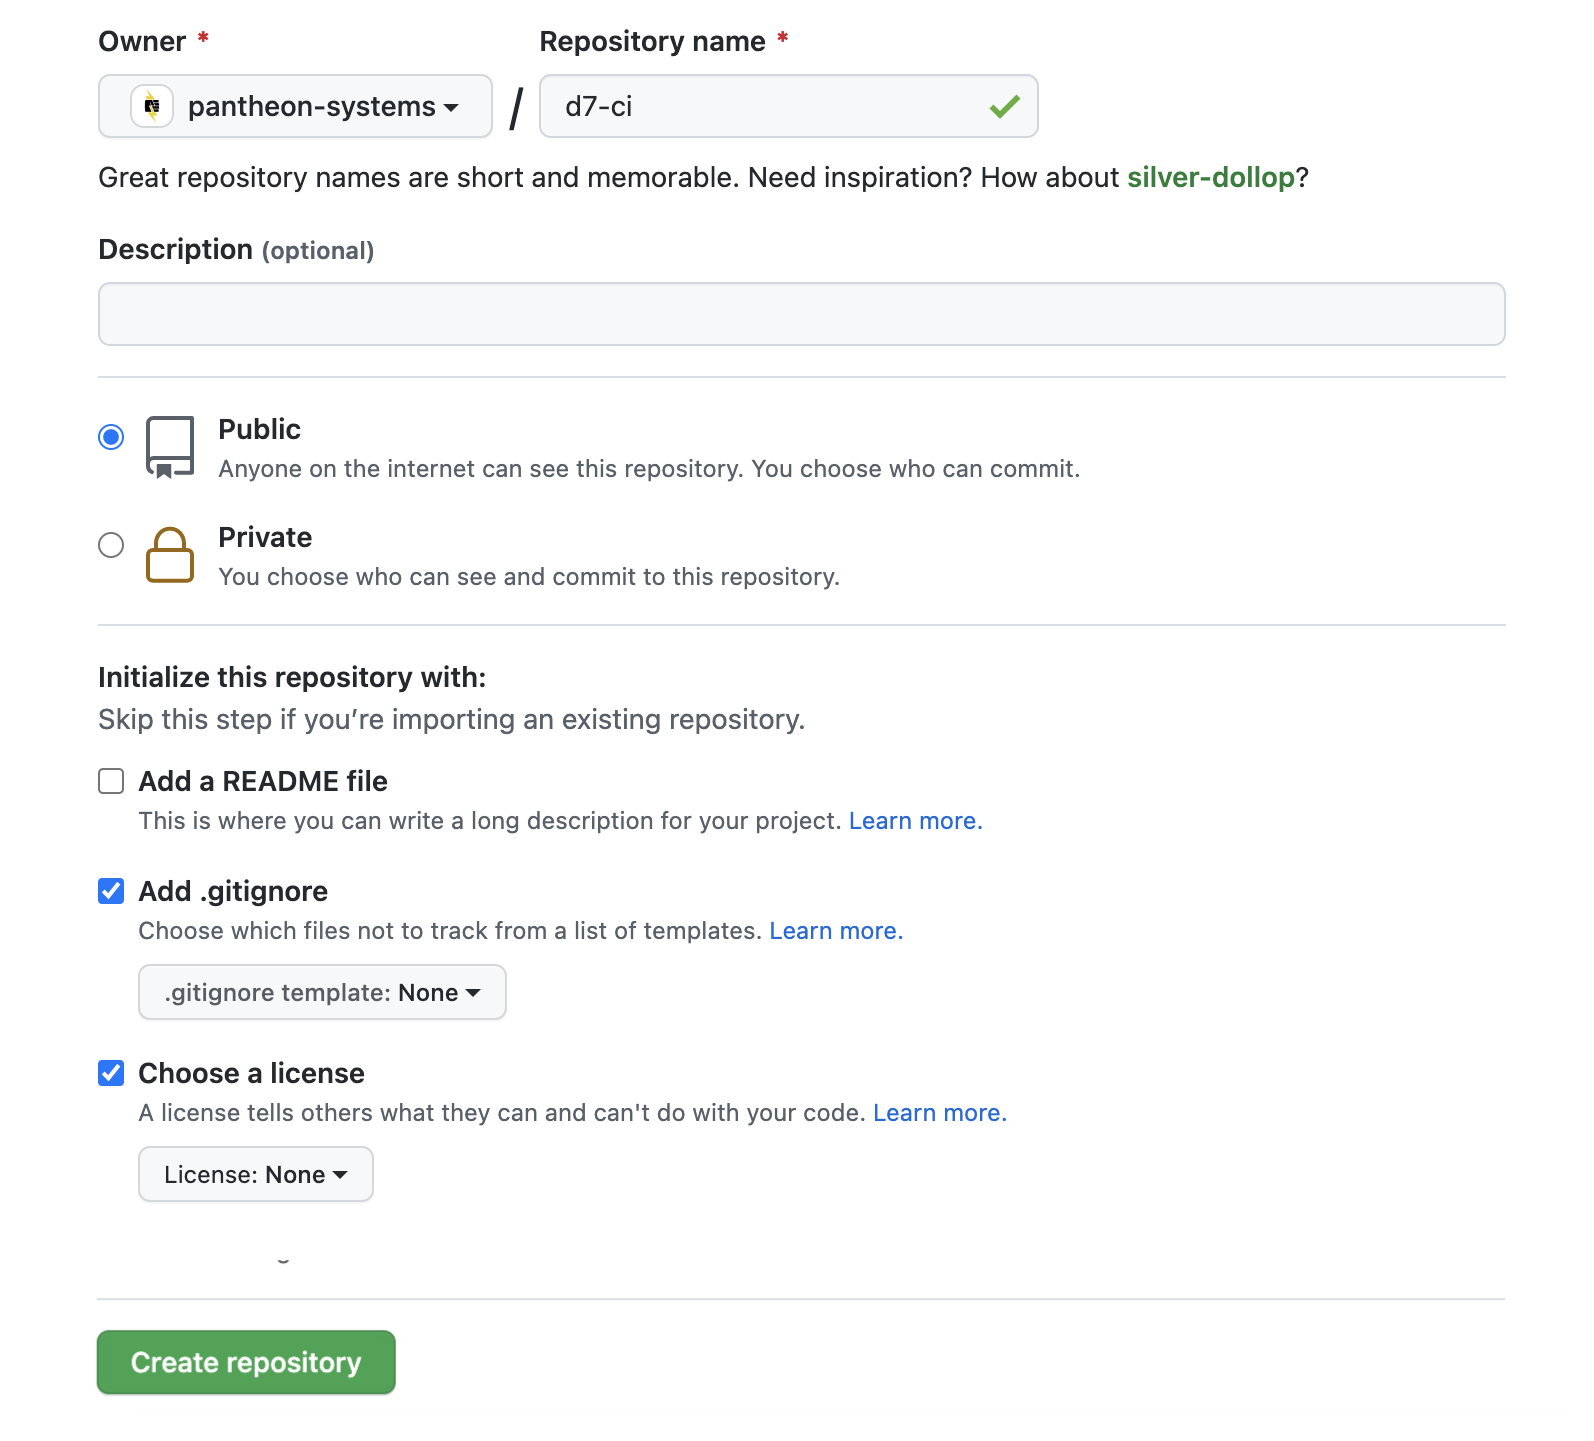 Owner * Repository name *
pantheon-systems / d7-ci
Great repository names are short and memorable. Need inspiration? How about silver-dollop?
Description (optional)
Public
Anyone on the internet can see this repository. You choose who can commit.
Private
You choose who can see and commit to this repository.
Initialize this repository with:
Skip this step if you’re importing an existing repository.
Add a README file
This is where you can write a long description for your project. Learn more.
Add .gitignore
Choose which files not to track from a list of templates. Learn more.
.gitignore template: None
Choose a license
A license tells others what they can and can't do with your code. Learn more.
License: None
Create repository